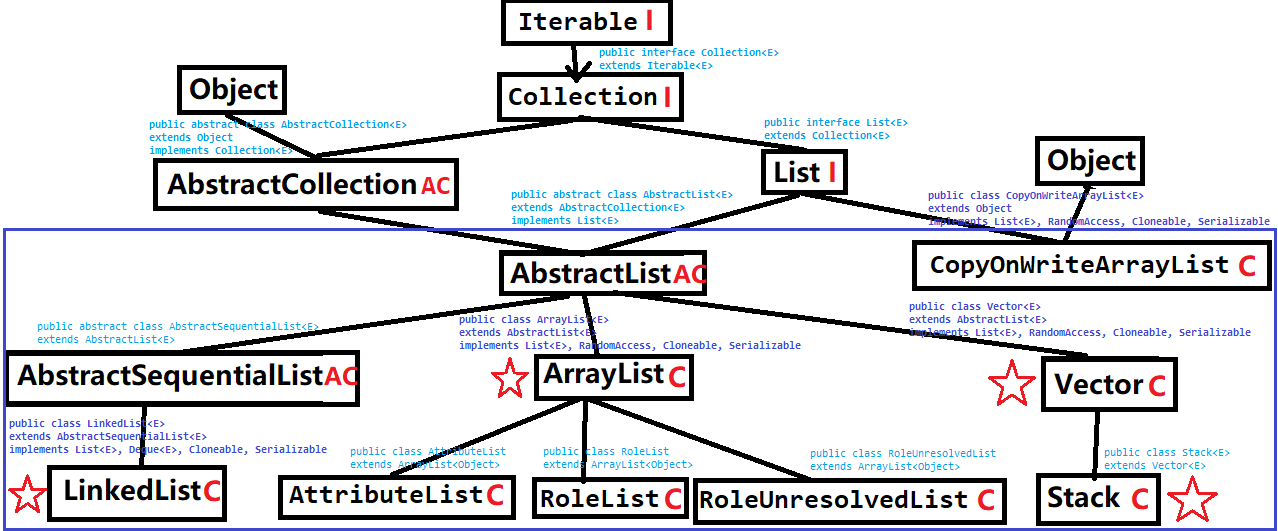 Iterable I
public interface Collection<E>
extends Iterable<E>
Object
Collection I
public abstract class AbstractCollection<E>
extends Object
implements Collection<E>
public interface List<E>
extends Collection<E>
AbstractCollection AC
List I
Object
public abstract class AbstractList<E>
extends AbstractCollection<E>
implements List<E>
public class CopyOnWriteArrayList<E>
extends Object
implements List<E>, RandomAccess, Cloneable, Serializable
AbstractList AC
CopyOnWriteArrayList C
public abstract class AbstractSequentialList<E>
extends AbstractList<E>
public class ArrayList<E>
extends AbstractList<E>
implements List<E>, RandomAccess, Cloneable, Serializable
public class Vector<E>
extends AbstractList<E>
implements List<E>, RandomAccess, Cloneable, Serializable
AbstractSequentialList AC
ArrayList C
Vector C
public class LinkedList<E>
extends AbstractSequentialList<E>
implements List<E>, Deque<E>, Cloneable, Serializable
public class AttributeList
extends ArrayList<Object>
public class RoleList
extends ArrayList<Object>
public class RoleUnresolvedList
extends ArrayList<Object>
public class Stack<E>
extends Vector<E>
LinkedList C
AttributeList C
RoleList C
RoleUnresolvedList C
Stack C